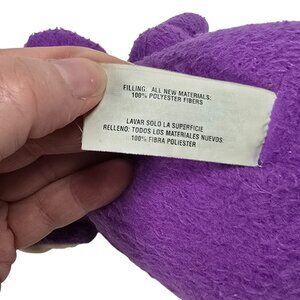 FILLING: ALL NEW MATERIALS:
100% POLYESTER FIBERS
LAVAR SOLO LA SUPERFICIE
RELLENO: TODOS LOS MATERIALES NUEVOS:
100% FIBRA POLIESTER